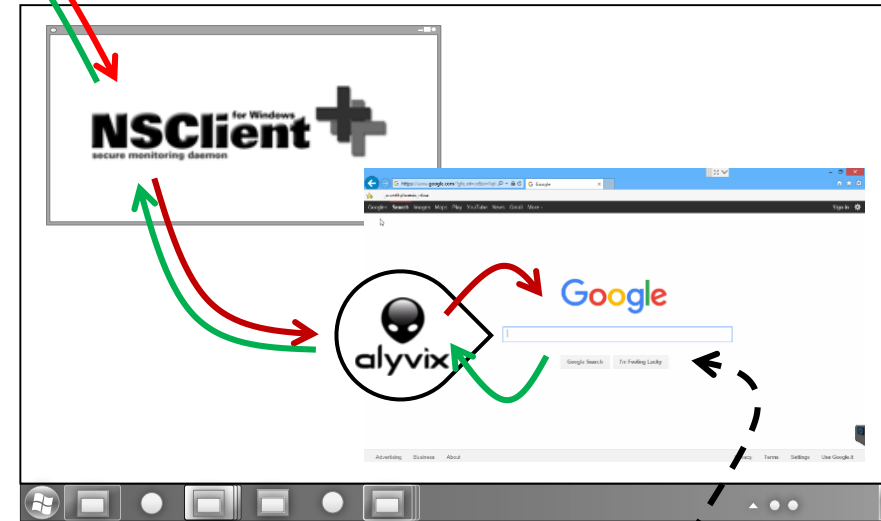 for Windows
NSClient
secure monitoring daemon
Google
Google+ Search Images Maps Play YouTube News Gmail More
Sign in
Google
alyvix
Google Search I'm Feeling Lucky
Advertising Business About
Terms Settings Use Google.it